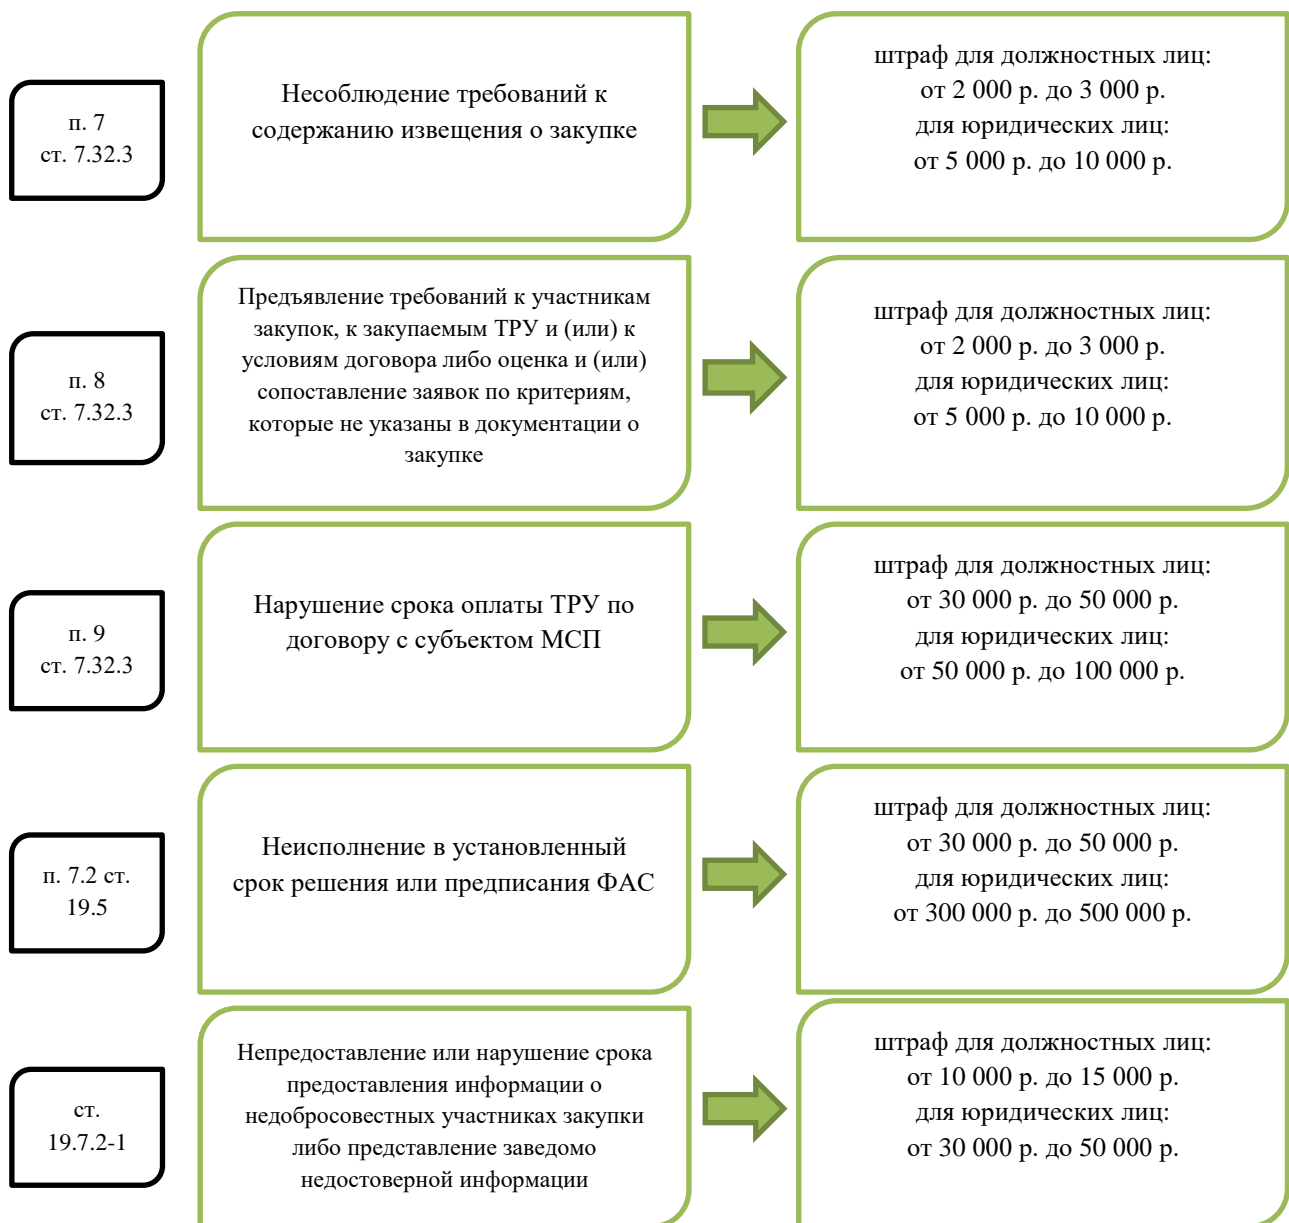 п. 7
ст. 7.32.3
Несоблюдение требований к
содержанию извещения о закупке
штраф для должностных лиц:
от 2 000 р. до 3 000 р.
для юридических лиц:
от 5 000 р. до 10 000 р.
п. 8
ст. 7.32.3
Предъявление требований к участникам
закупок, к закупаемым ТРУ и (или) к
условиям договора либо оценка и (или)
сопоставление заявок по критериям,
которые не указаны в документации о
закупке
штраф для должностных лиц:
от 2 000 р. до 3 000 р.
для юридических лиц:
от 5 000 р. до 10 000 р.
п. 9
ст. 7.32.3
Нарушение срока оплаты ТРУ по
договору с субъектом МСП
штраф для должностных лиц:
от 30 000 р. до 50 000 р.
для юридических лиц:
от 50 000 р. до 100 000 р.
п. 7.2 ст.
19.5
Неисполнение в установленный
срок решения или предписания ФАС
штраф для должностных лиц:
от 30 000 р. до 50 000 р.
для юридических лиц:
от 300 000 р. до 500 000 р.
ст.
19.7.2-1
Непредоставление или нарушение срока
предоставления информации о
недобросовестных участниках закупки
либо представление заведомо
недостоверной информации
штраф для должностных лиц:
от 10 000 р. до 15 000 р.
для юридических лиц:
от 30 000 р. до 50 000 р.